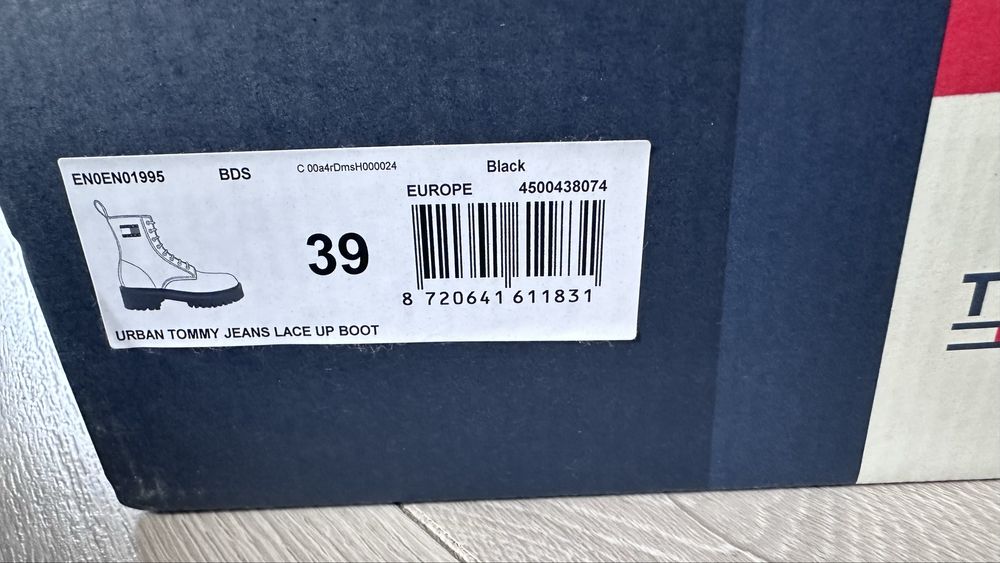 EN0EN01995 BDS C 00a4rDmsH000024 Black
EUROPE 4500438074
39
8 720641 611831
URBAN TOMMY JEANS LACE UP BOOT
T